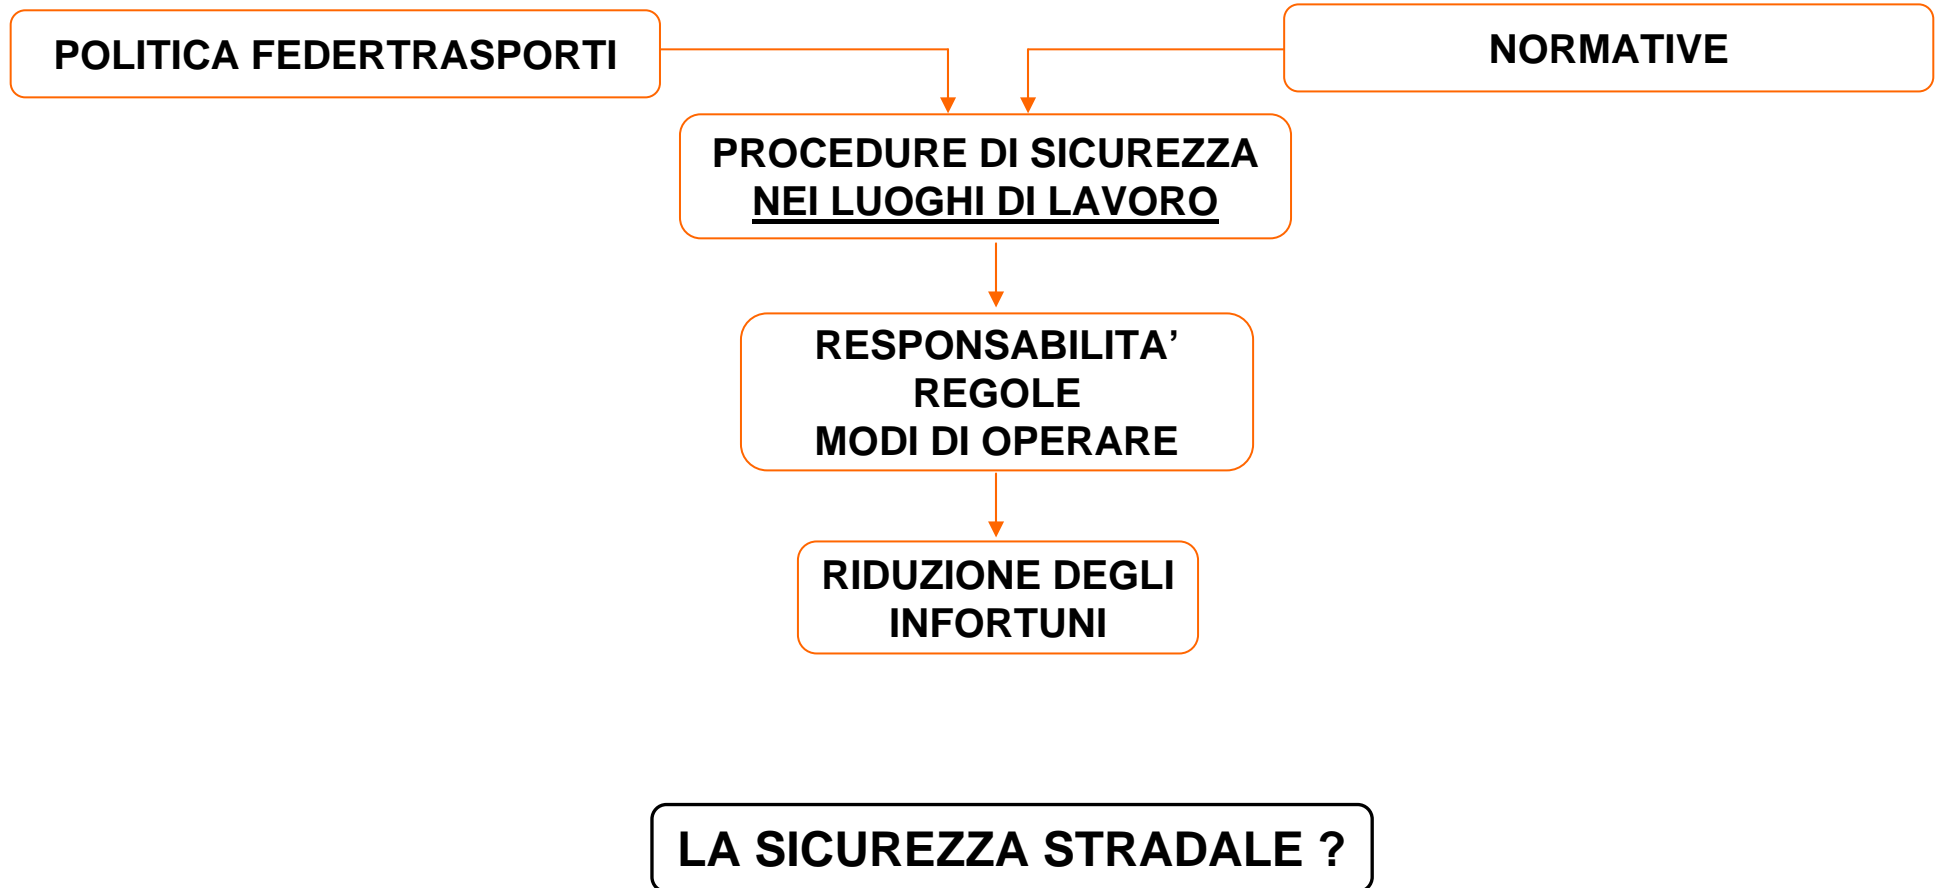 POLITICA FEDERTRASPORTI
NORMATIVE
PROCEDURE DI SICUREZZA
NEI LUOGHI DI LAVORO
RESPONSABILITA’
REGOLE
MODI DI OPERARE
RIDUZIONE DEGLI
INFORTUNI
LA SICUREZZA STRADALE ?